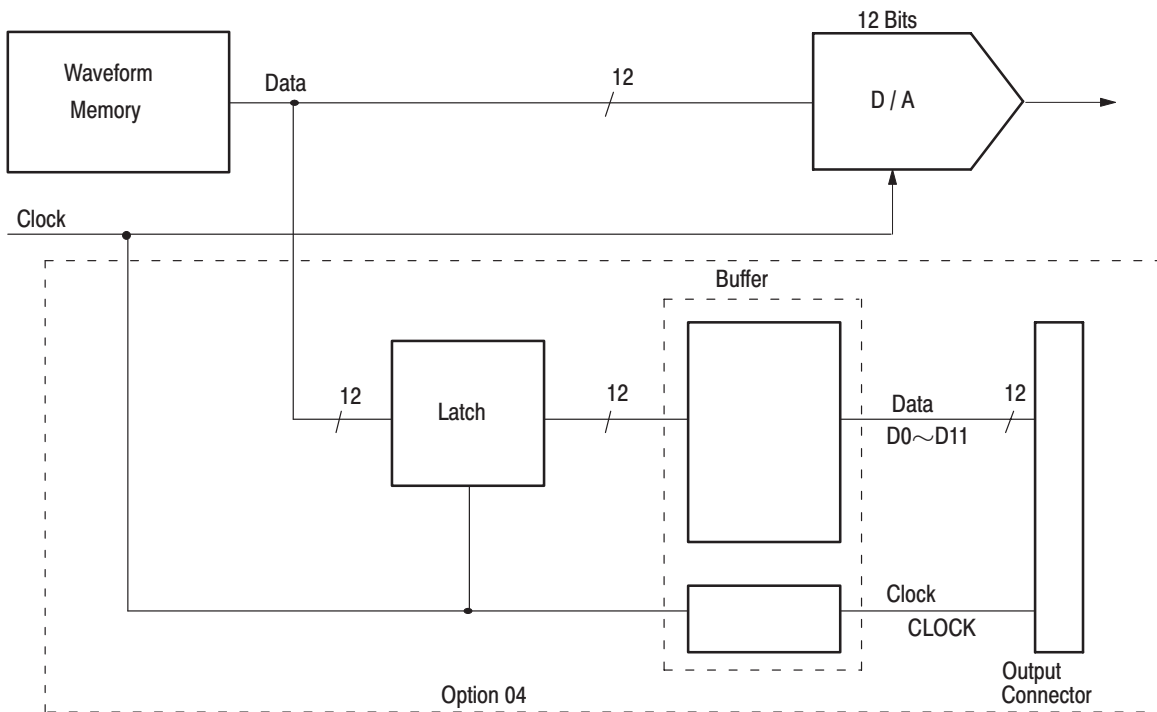 12 Bits
Waveform
Memory
Data
12
D / A
Clock
Buffer
12
Latch
12
Data
D0～D11
12
Clock
CLOCK
Output
Connector
Option 04